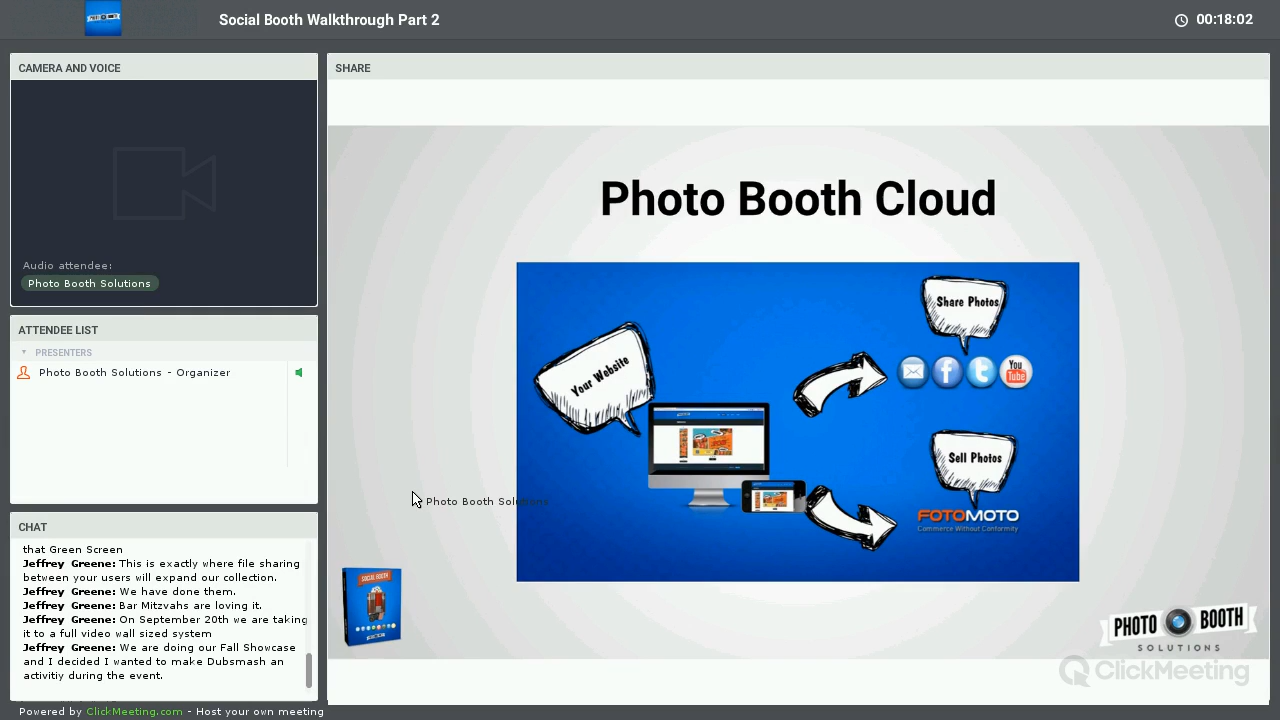 PHOTO BOOTH
Social Booth Walkthrough Part 2
00:18:02
CAMERA AND VOICE
Audio attendee:
Photo Booth Solutions
ATTENDEE LIST
PRESENTERS
Photo Booth Solutions - Organizer
CHAT
that Green Screen
Jeffrey Greene: This is exactly where file sharing
between your users will expand our collection.
Jeffrey Greene: We have done them.
Jeffrey Greene: Bar Mitzvahs are loving it.
Jeffrey Greene: On September 20th we are taking
it to a full video wall sized system
Jeffrey Greene: We are doing our Fall Showcase
and I decided I wanted to make Dubsmash an
activitiy during the event.
Powered by ClickMeeting.com - Host your own meeting
SHARE
Photo Booth Cloud
Share Photos
Your Website
You
Tube
Sell Photos
FOTOMOTO
Commerce Without Conformity
Photo Booth Solutions
SOCIAL BOOTH
PHOTO BOOTH
SOLUTIONS
ClickMeeting